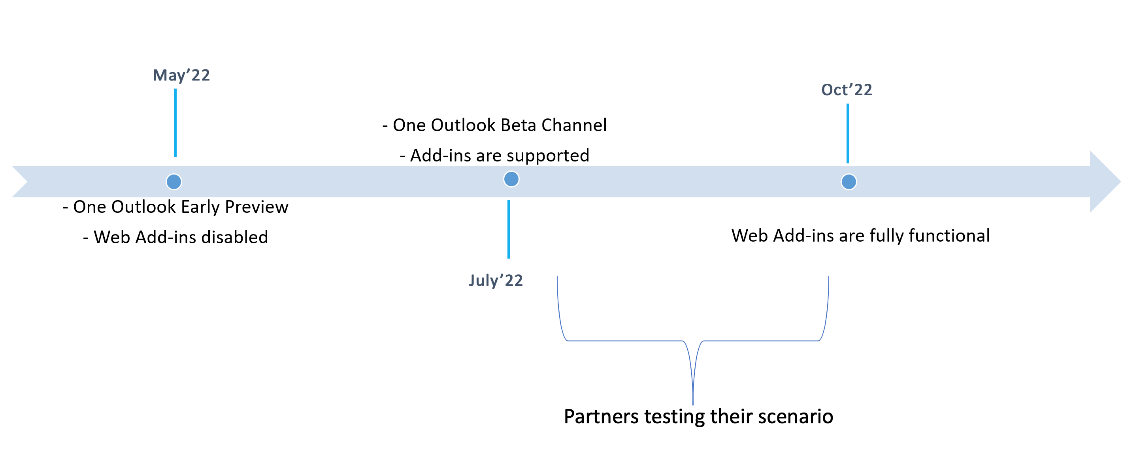 May'22
- One Outlook Early Preview
- Web Add-ins disabled
- One Outlook Beta Channel
- Add-ins are supported
July'22
Oct'22
Web Add-ins are fully functional
Partners testing their scenario